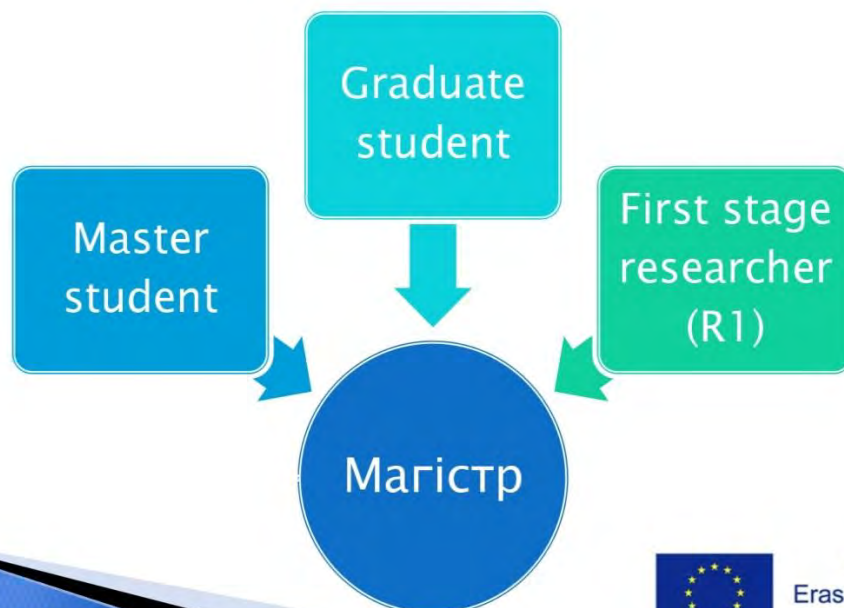 Graduate
student
Master
student
First stage
researcher
(R1)
Магістр
Eras